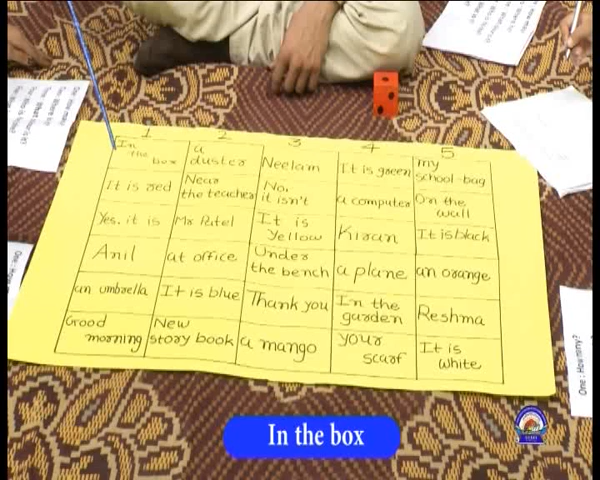 1 2 3 4 5
In the box
a duster
Neelam
It is green
my school-bag
It is red
Near the teacher
No, it isn't
a computer
On the wall
Yes, it is
Mr Patel
It is yellow
Kiran
It is black
Anil
at office
Under the bench
a plane
an orange
an umbrella
It is blue
Thank you
In the garden
Reshma
Good morning
New story book
a mango
your scarf
It is white
In the box